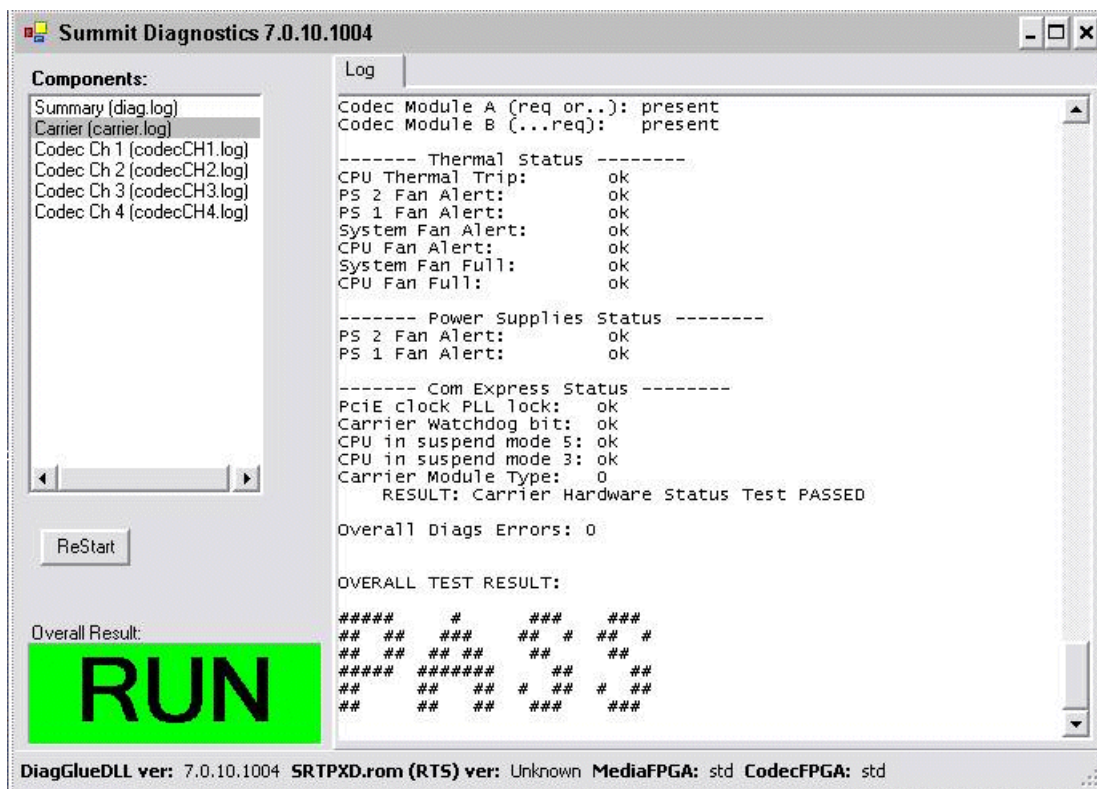 Summit Diagnostics 7.0.10.1004
Components:
Summary (diag.log)
Carrier (carrier.log)
Codec Ch 1 (codecCH1.log)
Codec Ch 2 (codecCH2.log)
Codec Ch 3 (codecCH3.log)
Codec Ch 4 (codecCH4.log)
ReStart
Overall Result:
RUN
Log
Codec Module A (req or..): present
Codec Module B (...req): present
------- Thermal Status --------
CPU Thermal Trip: ok
PS 2 Fan Alert: ok
PS 1 Fan Alert: ok
System Fan Alert: ok
CPU Fan Alert: ok
System Fan Full: ok
CPU Fan Full: ok
------- Power Supplies Status --------
PS 2 Fan Alert: ok
PS 1 Fan Alert: ok
------- Com Express Status --------
PciE clock PLL lock: ok
Carrier Watchdog bit: ok
CPU in suspend mode 5: ok
CPU in suspend mode 3: ok
Carrier Module Type: 0
RESULT: Carrier Hardware Status Test PASSED
Overall Diags Errors: 0
OVERALL TEST RESULT:
PASS
DiagGlueDLL ver: 7.0.10.1004 SRTPXD.rom (RTS) ver: Unknown MediaFPGA: std CodecFPGA: std